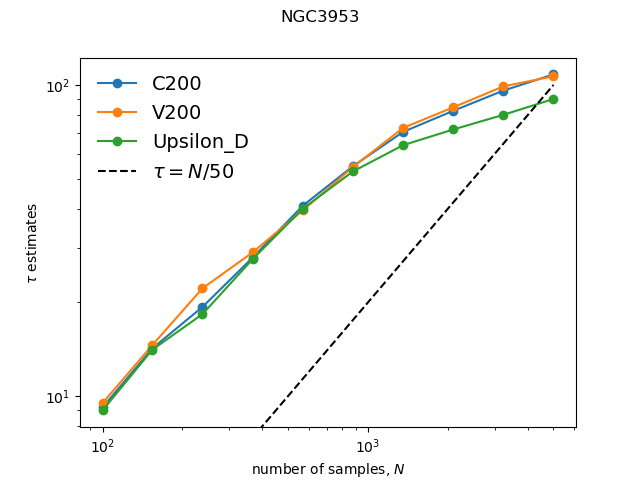 NGC3953
C200
V200
Upsilon_D
τ = N/50
10²
10¹
τ estimates
10² 10³
number of samples, N